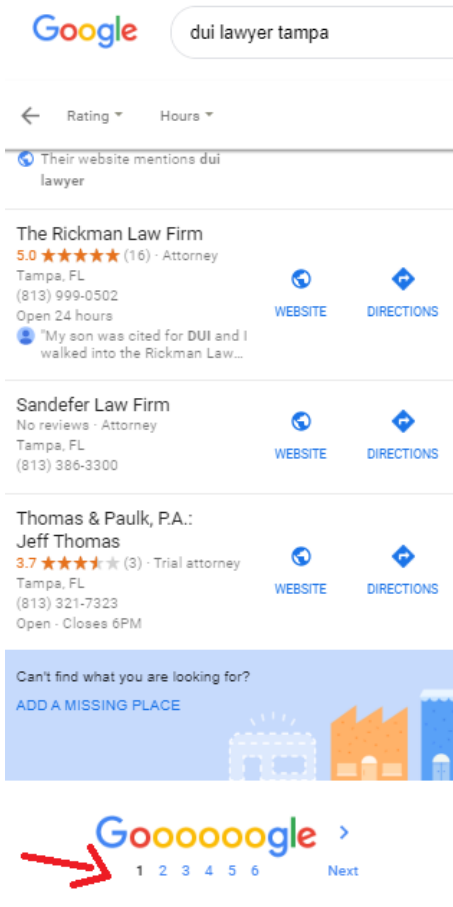 Google
dui lawyer tampa
Rating
Hours
Their website mentions dui
lawyer
The Rickman Law Firm
5.0 (16) · Attorney
Tampa, FL
(813) 999-0502
Open 24 hours
"My son was cited for DUI and I
walked into the Rickman Law...
WEBSITE
DIRECTIONS
Sandefer Law Firm
No reviews · Attorney
Tampa, FL
(813) 386-3300
WEBSITE
DIRECTIONS
Thomas & Paulk, P.A.:
Jeff Thomas
3.7 (3) · Trial attorney
Tampa, FL
(813) 321-7323
Open · Closes 6PM
WEBSITE
DIRECTIONS
Can't find what you are looking for?
ADD A MISSING PLACE
Goooooogle >
1 2 3 4 5 6 Next